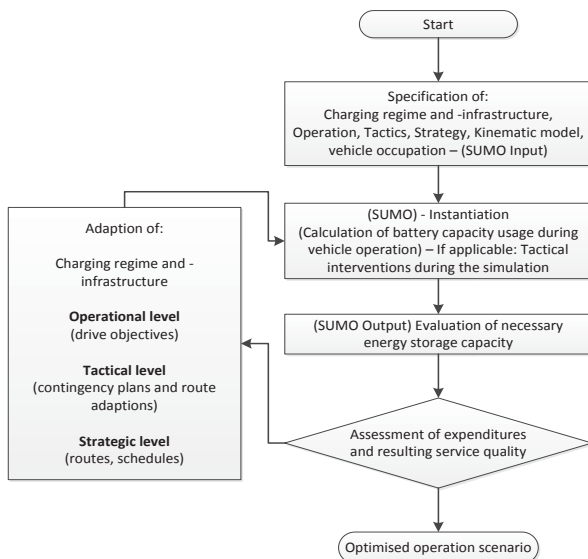 Start
Specification of:
Charging regime and -infrastructure,
Operation, Tactics, Strategy, Kinematic model,
vehicle occupation – (SUMO Input)
(SUMO) - Instantiation
(Calculation of battery capacity usage during
vehicle operation) – If applicable: Tactical
interventions during the simulation
(SUMO Output) Evaluation of necessary
energy storage capacity
Assessment of expenditures
and resulting service quality
Adaption of:
Charging regime and -
infrastructure
Operational level
(drive objectives)
Tactical level
(contingency plans and route
adaptions)
Strategic level
(routes, schedules)
Optimised operation scenario